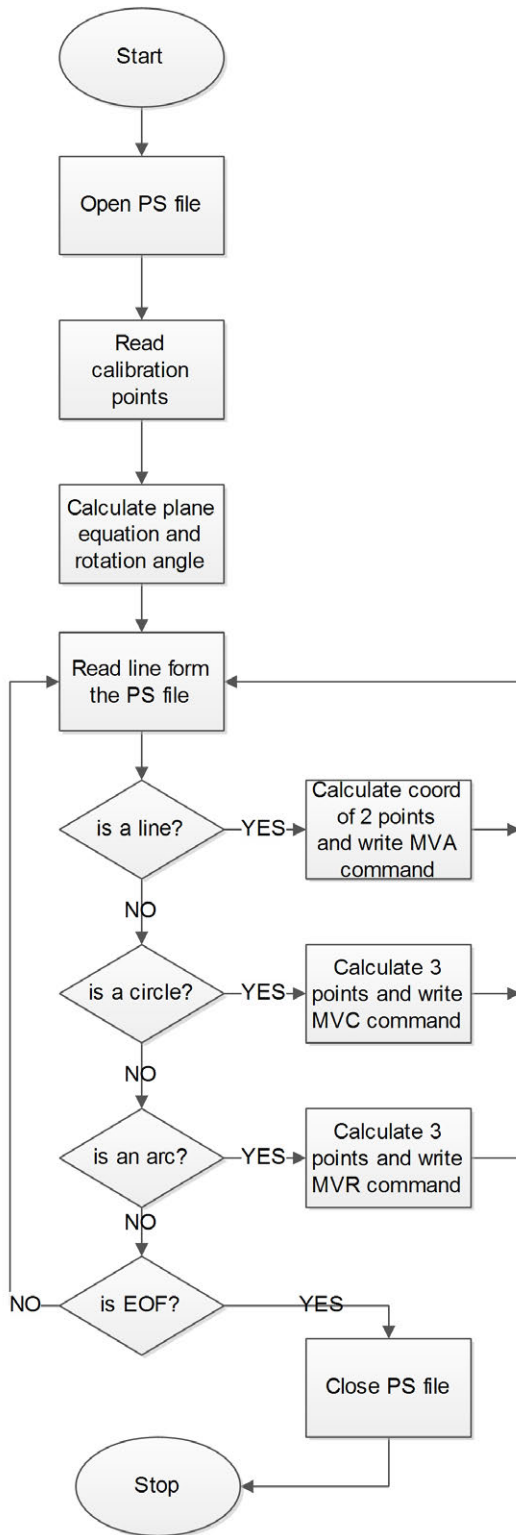 Start
Open PS file
Read
calibration
points
Calculate plane
equation and
rotation angle
Read line form
the PS file
is a line?
YES
Calculate coord
of 2 points
and write MVA
command
NO
is a circle?
YES
Calculate 3
points and write
MVC command
NO
is an arc?
YES
Calculate 3
points and write
MVR command
NO
NO
is EOF?
YES
Close PS file
Stop